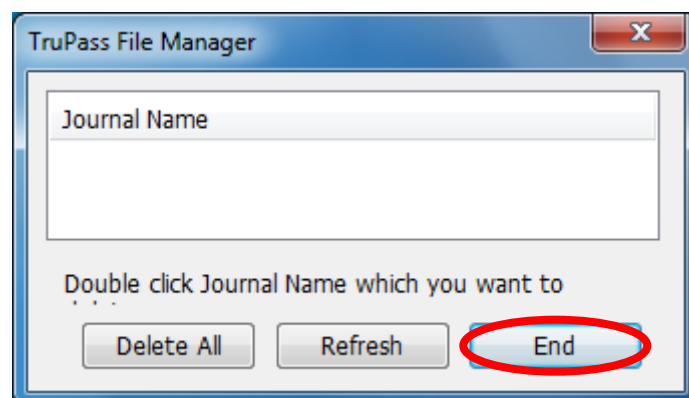 TruPass File Manager
Journal Name
Double click Journal Name which you want to
Delete All Refresh End